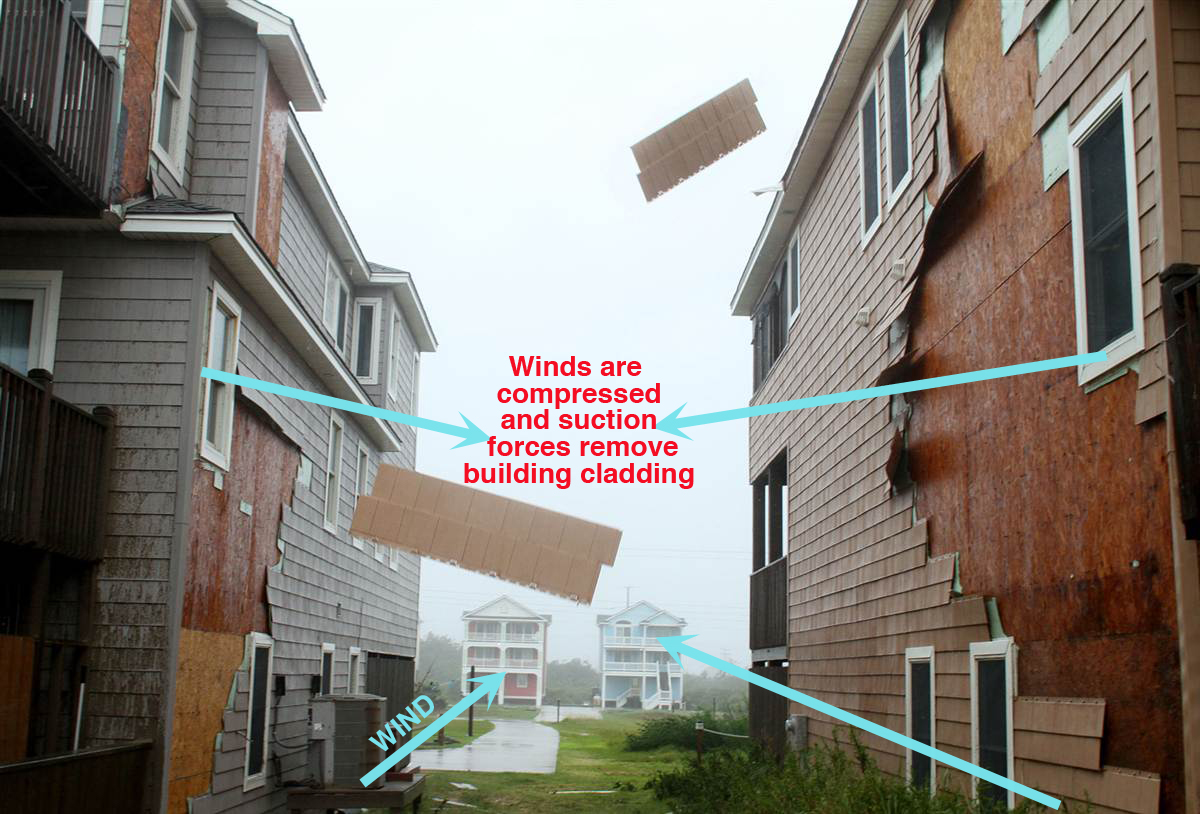 Winds are
compressed
and suction
forces remove
building cladding
WIND